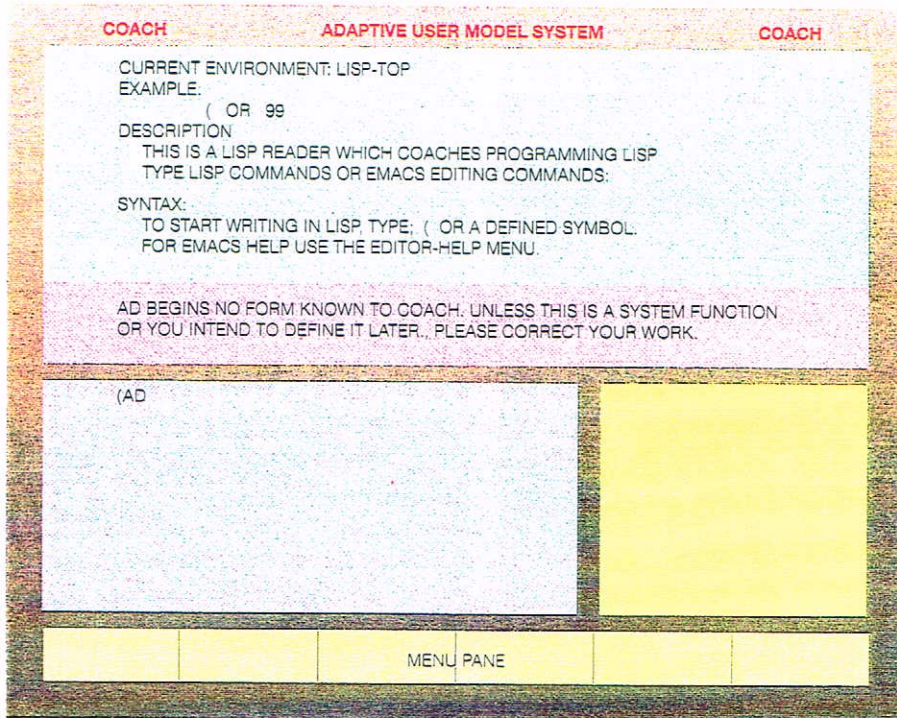 COACH ADAPTIVE USER MODEL SYSTEM COACH
CURRENT ENVIRONMENT: LISP-TOP
EXAMPLE:
( OR 99
DESCRIPTION
THIS IS A LISP READER WHICH COACHES PROGRAMMING LISP
TYPE LISP COMMANDS OR EMACS EDITING COMMANDS:
SYNTAX:
TO START WRITING IN LISP, TYPE; ( OR A DEFINED SYMBOL.
FOR EMACS HELP USE THE EDITOR-HELP MENU.
AD BEGINS NO FORM KNOWN TO COACH. UNLESS THIS IS A SYSTEM FUNCTION
OR YOU INTEND TO DEFINE IT LATER., PLEASE CORRECT YOUR WORK.
(AD
MENU PANE